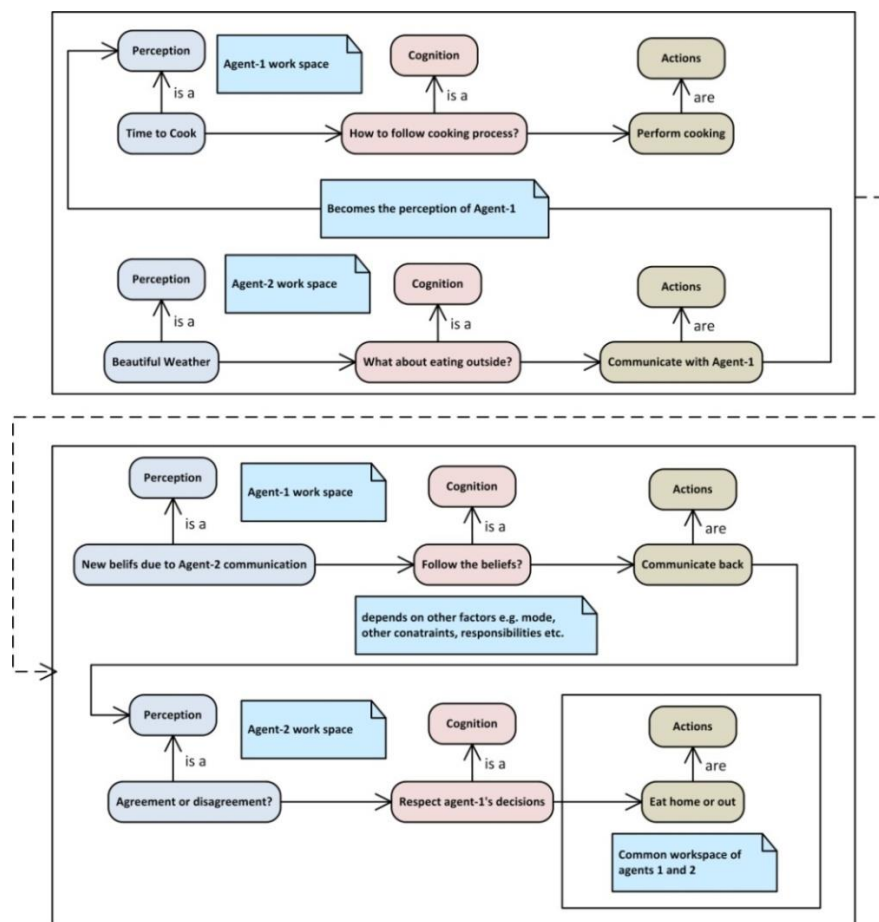 Perception
Agent-1 work space
Cognition
Actions
is a
is a
are
Time to Cook
How to follow cooking process?
Perform cooking
Becomes the perception of Agent-1
Perception
Agent-2 work space
Cognition
Actions
is a
is a
are
Beautiful Weather
What about eating outside?
Communicate with Agent-1
Perception
Agent-1 work space
Cognition
Actions
is a
is a
are
New belifs due to Agent-2 communication
Follow the beliefs?
Communicate back
depends on other factors e.g. mode,
other conatraints, responsibilities etc.
Perception
Agent-2 work space
Cognition
Actions
is a
is a
are
Agreement or disagreement?
Respect agent-1's decisions
Eat home or out
Common workspace of
agents 1 and 2